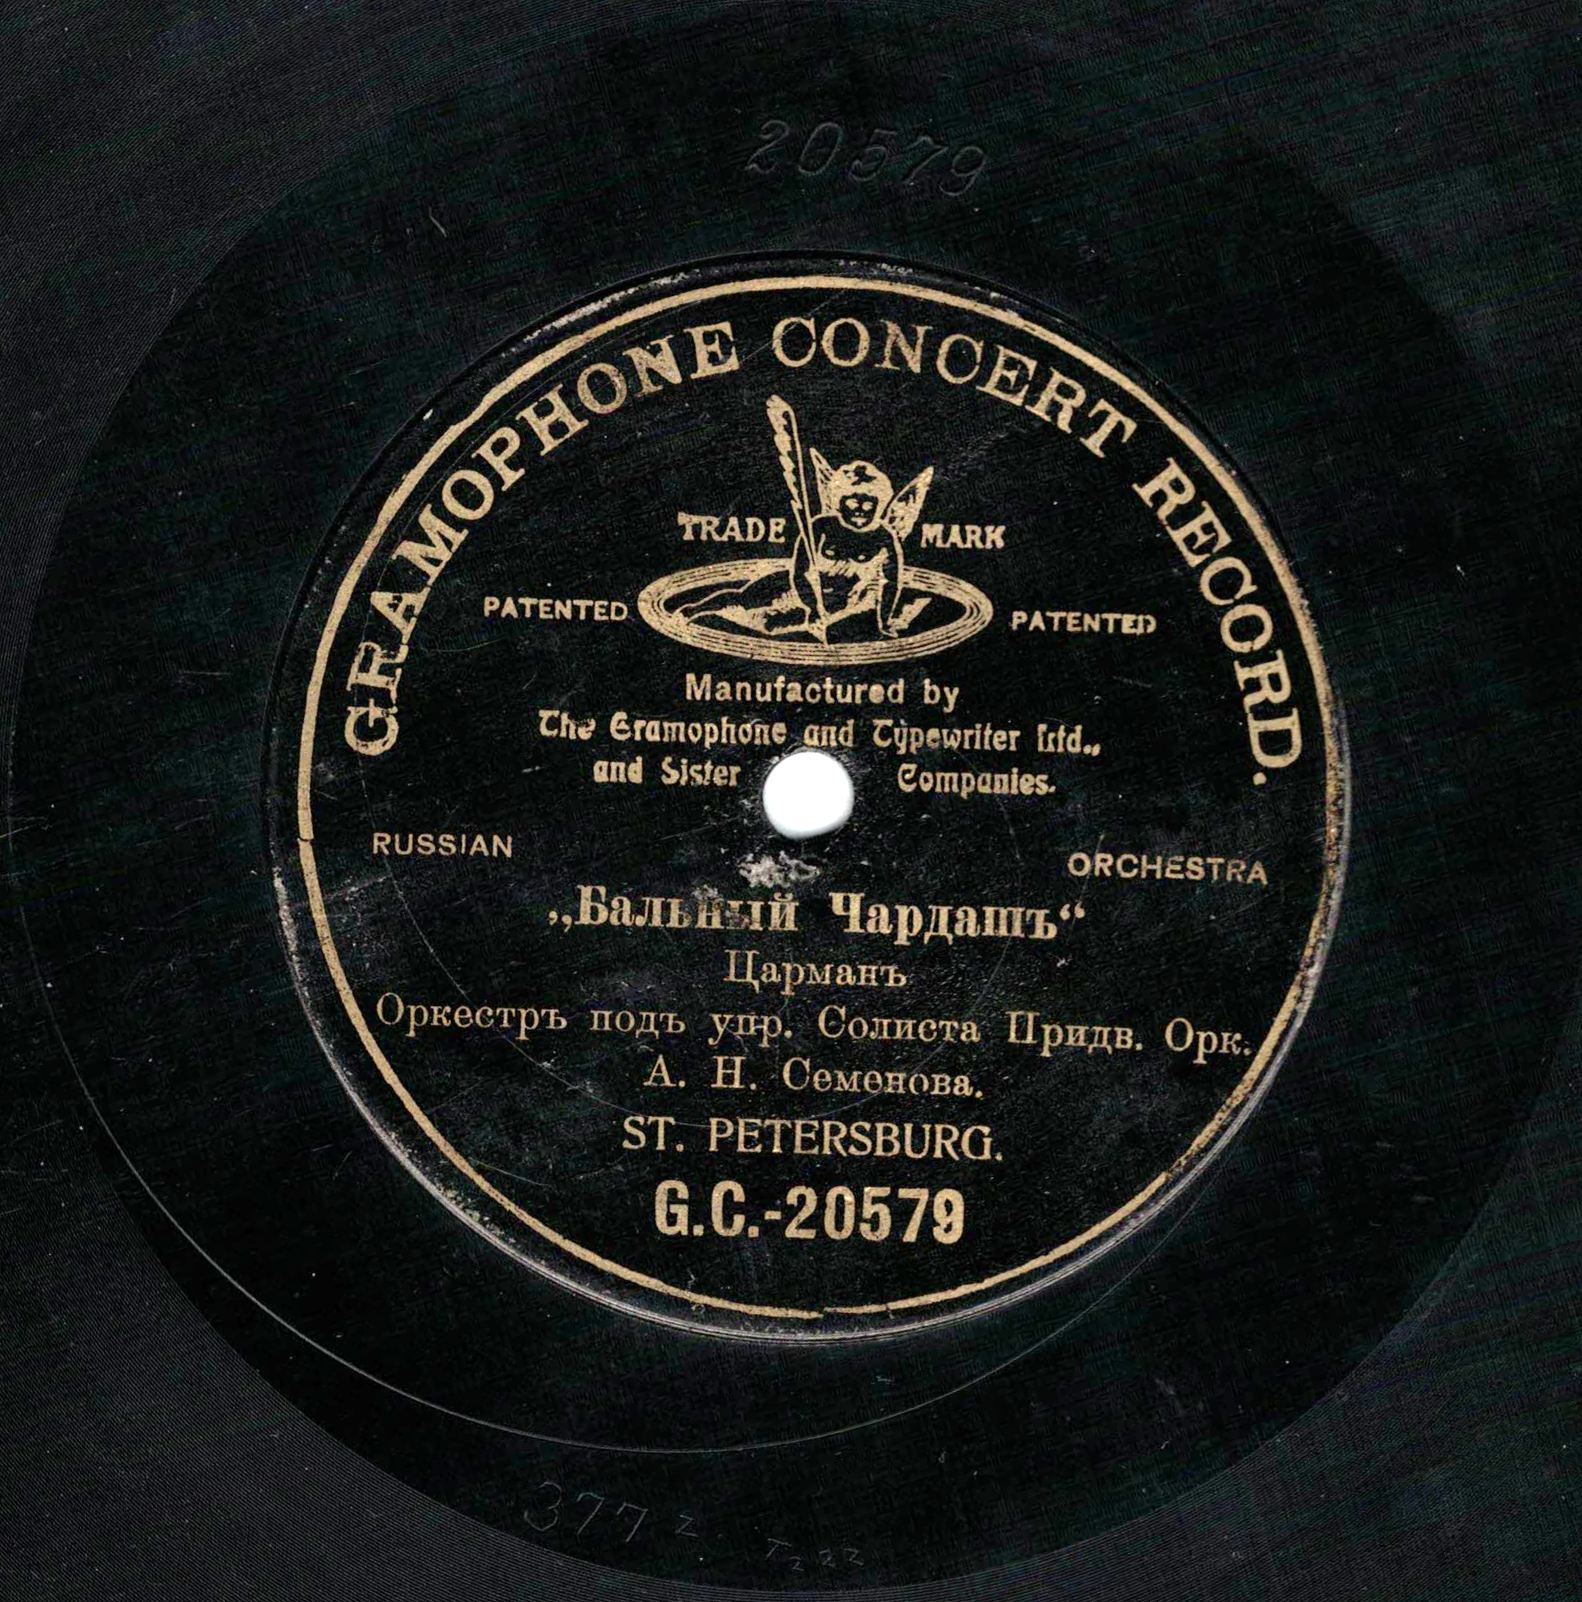 20579
GRAMOPHONE CONCERT RECORD.
TRADE MARK
PATENTED PATENTED
Manufactured by
The Gramophone and Typewriter Ltd.,
and Sister Companies.
RUSSIAN ORCHESTRA
„Бальный Чардашъ“
Царманъ
Оркестръ подъ упр. Солиста Придв. Орк.
А. Н. Семенова.
ST. PETERSBURG.
G.C.-20579
377 z